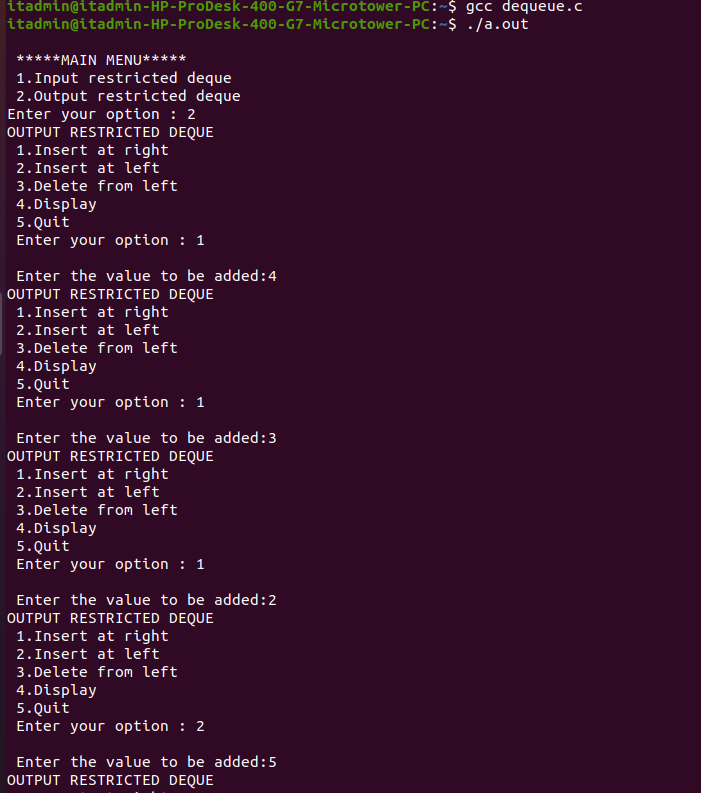 itadmin@itadmin-HP-ProDesk-400-G7-Microtower-PC:~$ gcc dequeue.c
itadmin@itadmin-HP-ProDesk-400-G7-Microtower-PC:~$ ./a.out
*****MAIN MENU*****
1.Input restricted deque
2.Output restricted deque
Enter your option : 2
OUTPUT RESTRICTED DEQUE
1.Insert at right
2.Insert at left
3.Delete from left
4.Display
5.Quit
Enter your option : 1
Enter the value to be added:4
OUTPUT RESTRICTED DEQUE
1.Insert at right
2.Insert at left
3.Delete from left
4.Display
5.Quit
Enter your option : 1
Enter the value to be added:3
OUTPUT RESTRICTED DEQUE
1.Insert at right
2.Insert at left
3.Delete from left
4.Display
5.Quit
Enter your option : 1
Enter the value to be added:2
OUTPUT RESTRICTED DEQUE
1.Insert at right
2.Insert at left
3.Delete from left
4.Display
5.Quit
Enter your option : 2
Enter the value to be added:5
OUTPUT RESTRICTED DEQUE